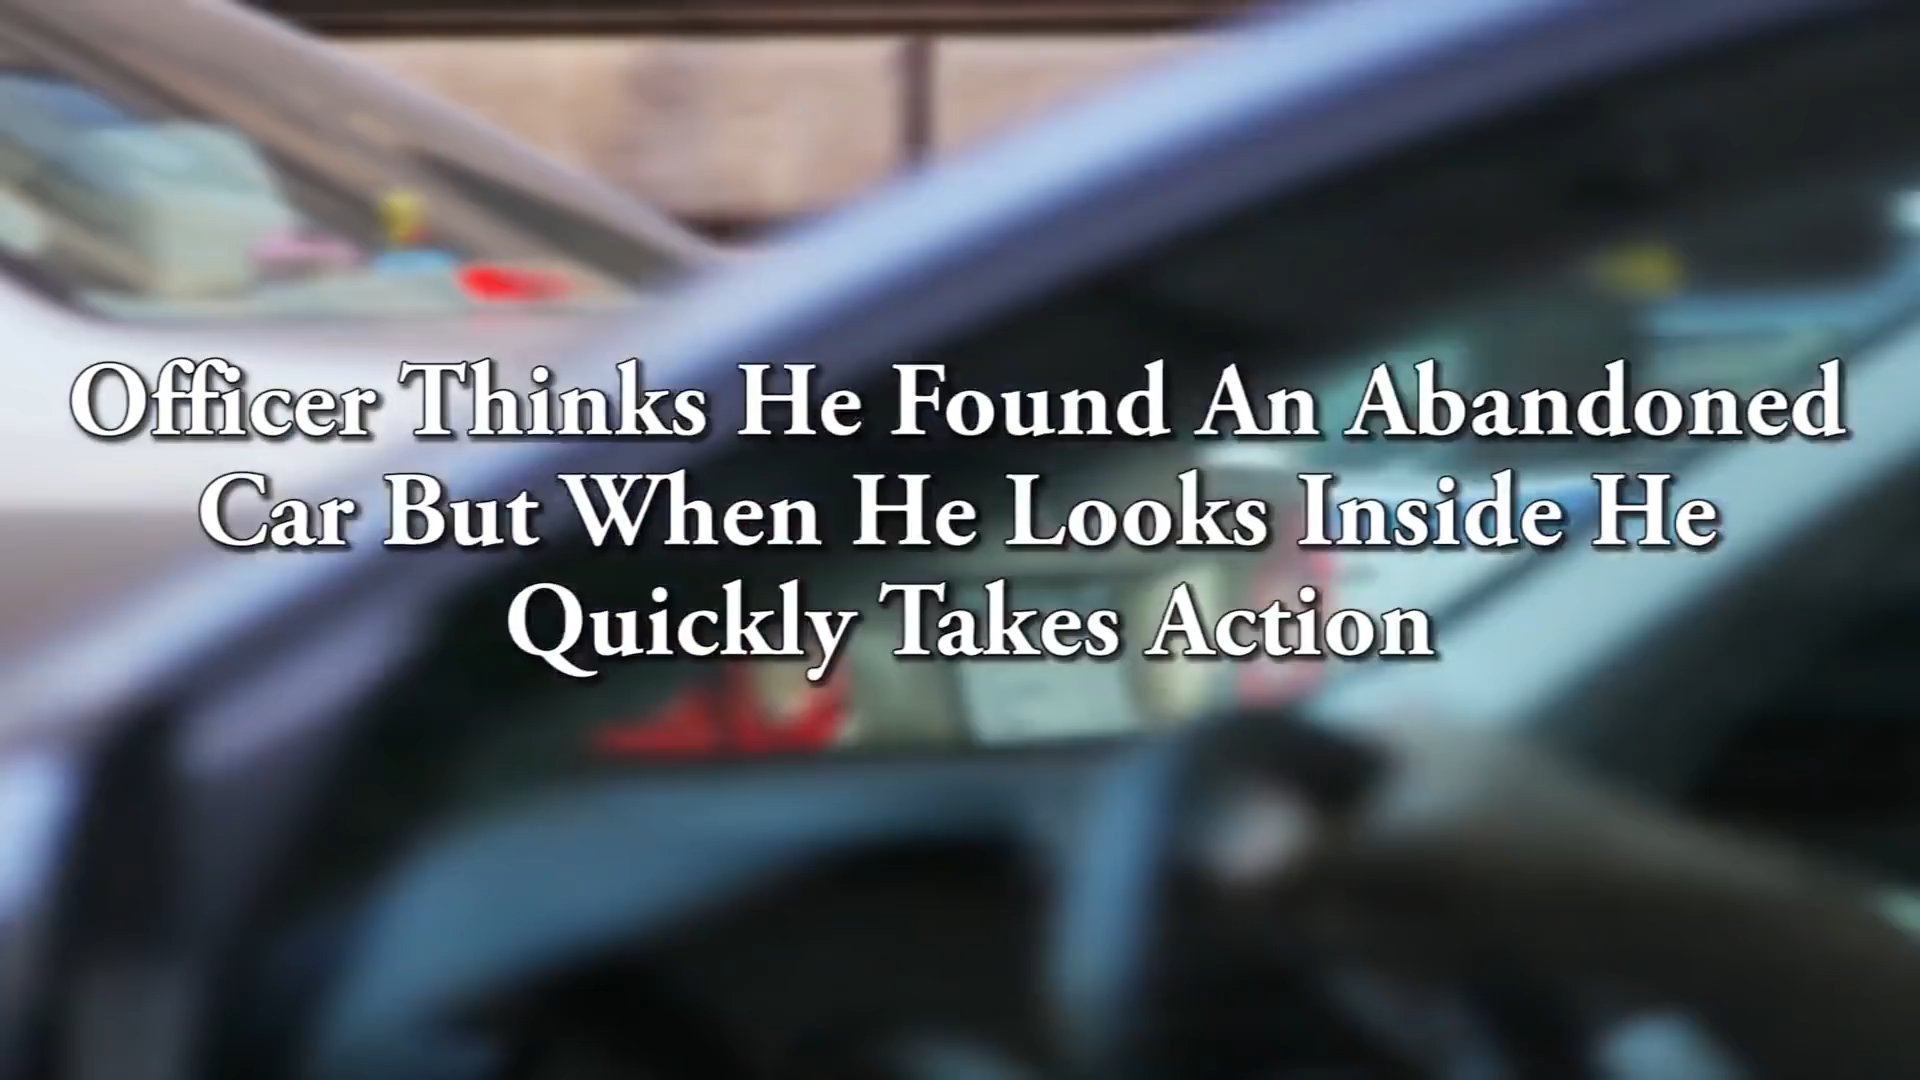 Officer Thinks He Found An Abandoned
Car But When He Looks Inside He
Quickly Takes Action